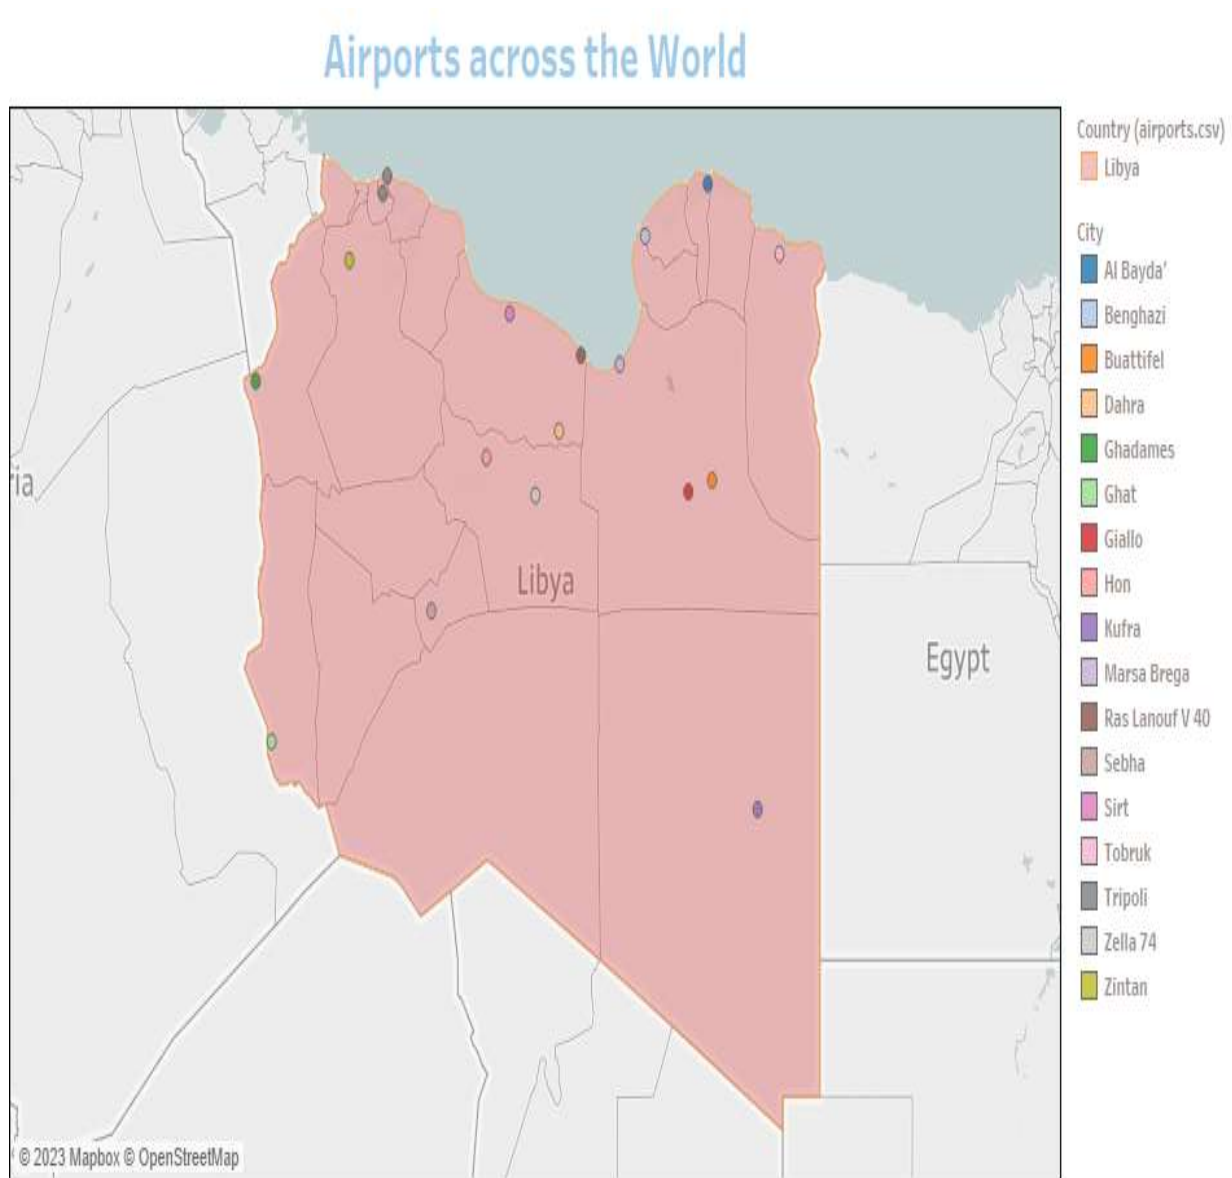 Airports across the World
Country (airports.csv)
Libya
City
Al Bayda'
Benghazi
Buattifel
Dahra
Ghadames
Ghat
Giallo
Hon
Kufra
Marsa Brega
Ras Lanouf V 40
Sebha
Sirt
Tobruk
Tripoli
Zella 74
Zintan
ria
Libya
Egypt
© 2023 Mapbox © OpenStreetMap